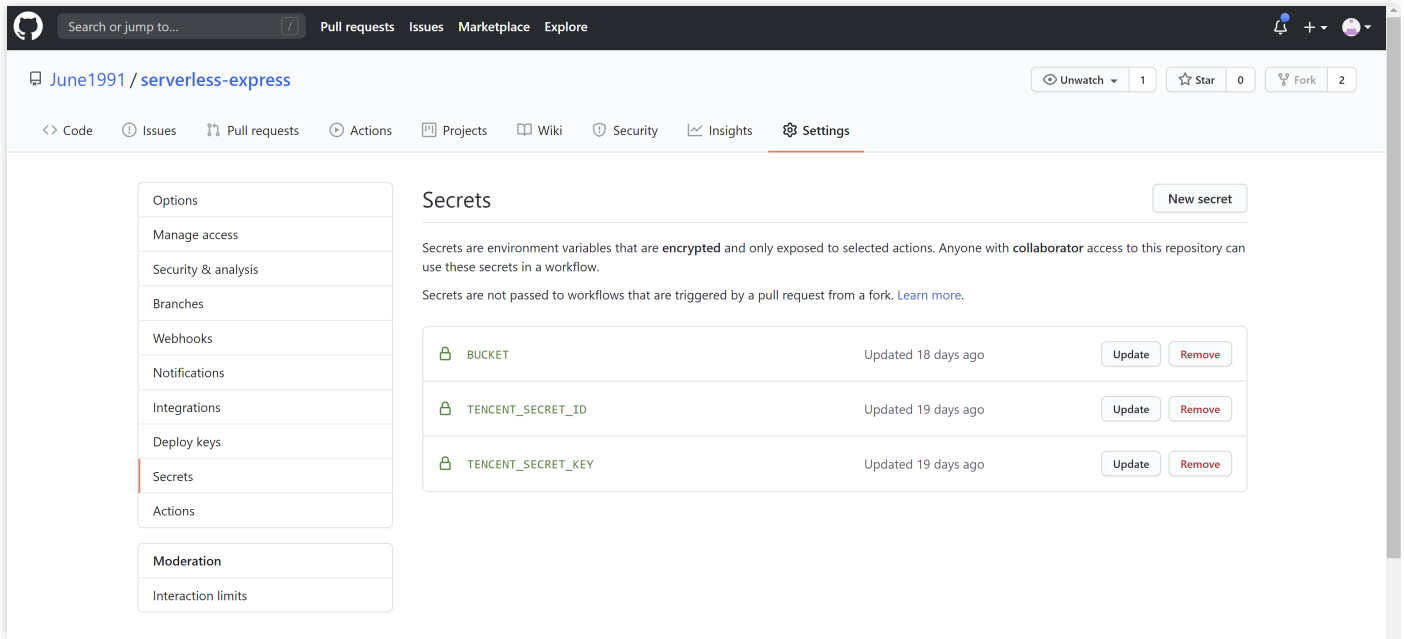 Search or jump to... /
Pull requests Issues Marketplace Explore
June1991 / serverless-express
Unwatch 1 Star 0 Fork 2
Code Issues Pull requests Actions Projects Wiki Security Insights Settings
Options
Manage access
Security & analysis
Branches
Webhooks
Notifications
Integrations
Deploy keys
Secrets
Actions
Moderation
Interaction limits
Secrets
New secret
Secrets are environment variables that are encrypted and only exposed to selected actions. Anyone with collaborator access to this repository can
use these secrets in a workflow.
Secrets are not passed to workflows that are triggered by a pull request from a fork. Learn more.
BUCKET Updated 18 days ago Update Remove
TENCENT_SECRET_ID Updated 19 days ago Update Remove
TENCENT_SECRET_KEY Updated 19 days ago Update Remove